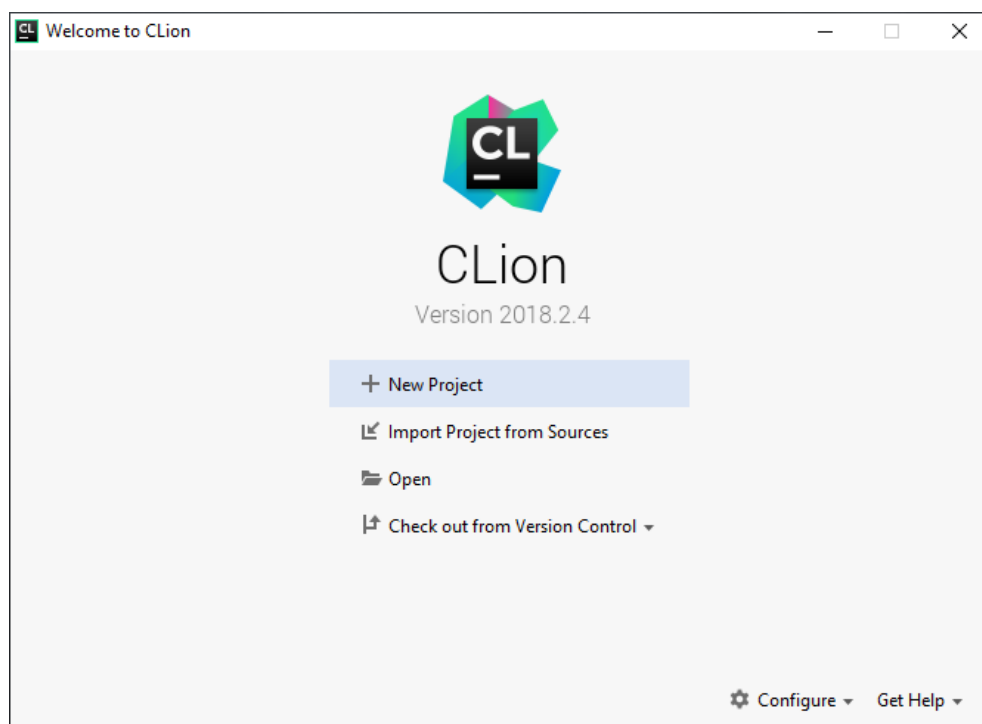 Welcome to CLion
CL
CLion
Version 2018.2.4
New Project
Import Project from Sources
Open
Check out from Version Control
Configure
Get Help